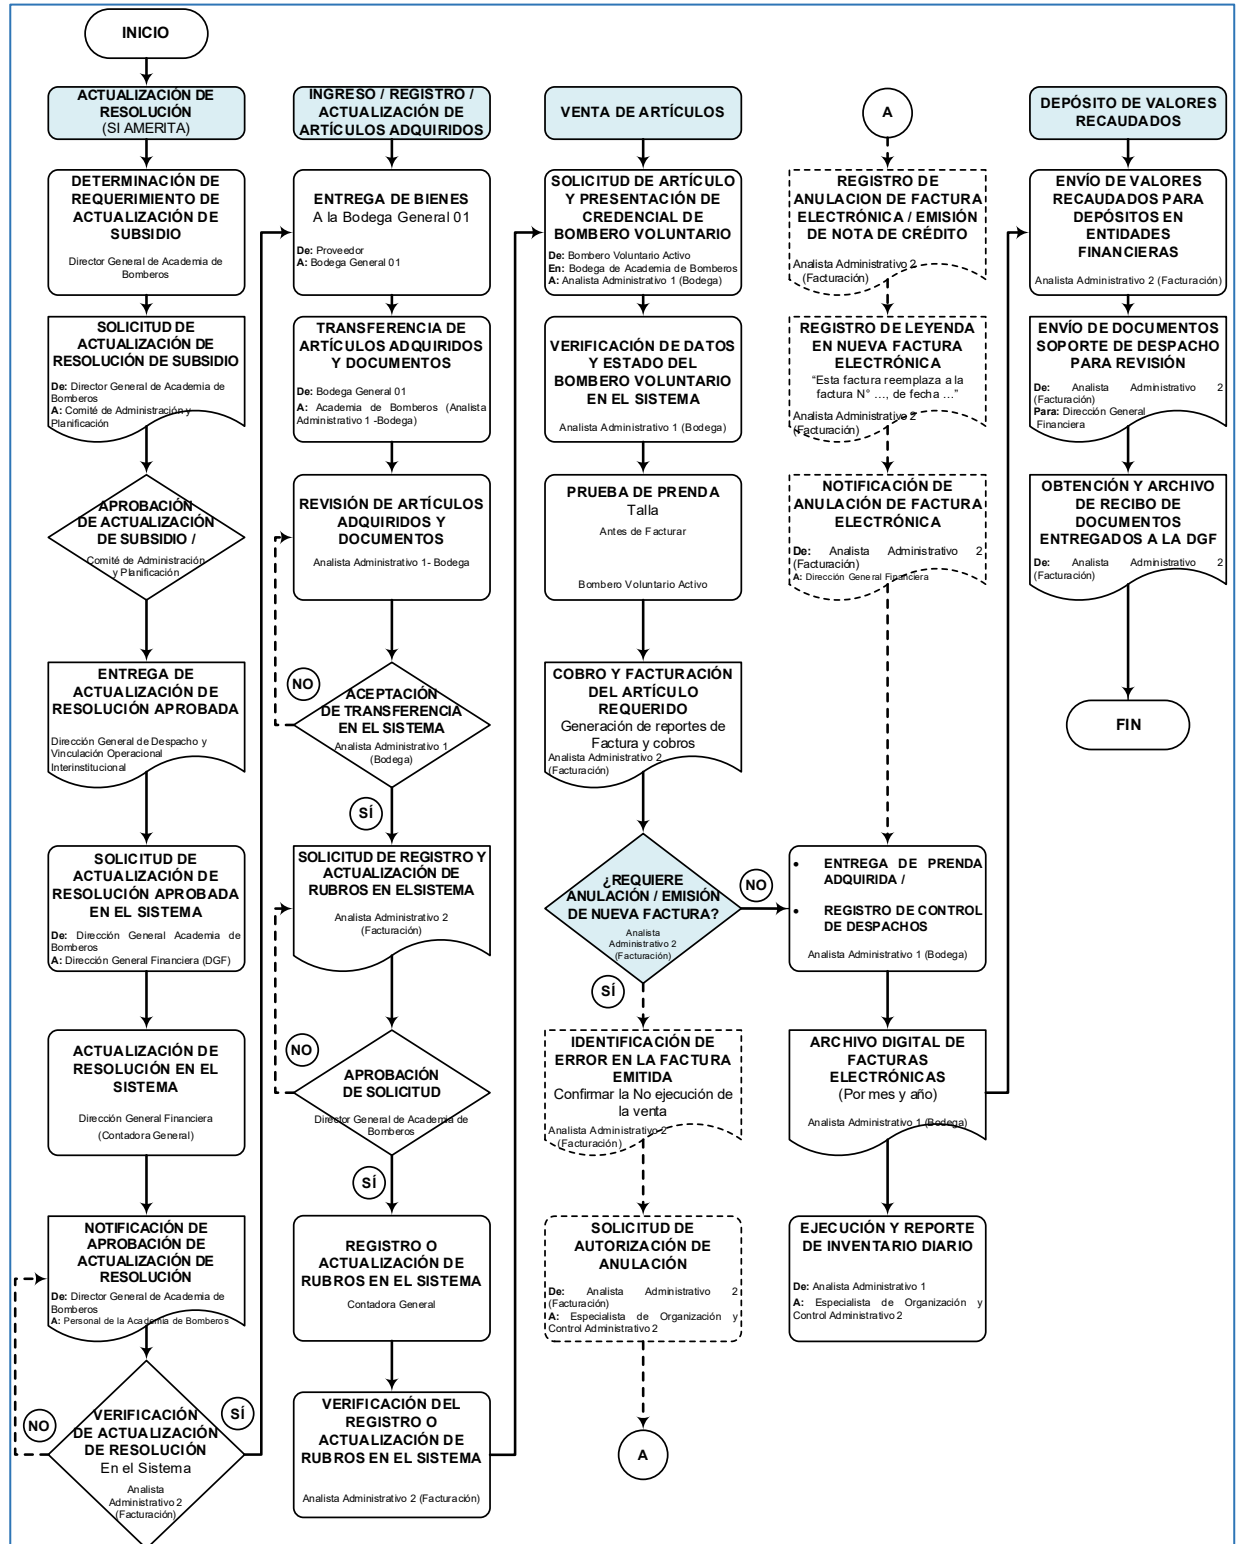 INICIO
ACTUALIZACIÓN DE
RESOLUCIÓN
(SI AMERITA)
DETERMINACIÓN DE
REQUERIMIENTO DE
ACTUALIZACIÓN DE
SUBSIDIO
Director General de Academia de
Bomberos
SOLICITUD DE
ACTUALIZACIÓN DE
RESOLUCIÓN DE SUBSIDIO
De: Director General de Academia de
Bomberos
A: Comité de Administración y
Planificación
APROBACIÓN
DE ACTUALIZACIÓN
DE SUBSIDIO /
Comité de Administración
y Planificación
ENTREGA DE
ACTUALIZACIÓN DE
RESOLUCIÓN APROBADA
Dirección General de Despacho y
Vinculación Operacional
Interinstitucional
SOLICITUD DE
ACTUALIZACIÓN DE
RESOLUCIÓN APROBADA
EN EL SISTEMA
De: Dirección General Academia de
Bomberos
A: Dirección General Financiera (DGF)
ACTUALIZACIÓN DE
RESOLUCIÓN EN EL
SISTEMA
Dirección General Financiera
(Contadora General)
NOTIFICACIÓN DE
APROBACIÓN DE
ACTUALIZACIÓN DE
RESOLUCIÓN
De: Director General de Academia de
Bomberos
A: Personal de la Academia de Bomberos
NO
SÍ
VERIFICACIÓN
DE ACTUALIZACIÓN
DE RESOLUCIÓN
En el Sistema
Analista
Administrativo 2
(Facturación)
INGRESO / REGISTRO /
ACTUALIZACIÓN DE
ARTÍCULOS ADQUIRIDOS
ENTREGA DE BIENES
A la Bodega General 01
De: Proveedor
A: Bodega General 01
TRANSFERENCIA DE
ARTÍCULOS ADQUIRIDOS
Y DOCUMENTOS
De: Bodega General 01
A: Academia de Bomberos (Analista
Administrativo 1 -Bodega)
REVISIÓN DE ARTÍCULOS
ADQUIRIDOS Y
DOCUMENTOS
Analista Administrativo 1- Bodega
NO
ACEPTACIÓN
DE TRANSFERENCIA
EN EL SISTEMA
Analista Administrativo 1
(Bodega)
SÍ
SOLICITUD DE REGISTRO Y
ACTUALIZACIÓN DE
RUBROS EN ELSISTEMA
Analista Administrativo 2
(Facturación)
NO
APROBACIÓN
DE SOLICITUD
Director General de Academia de
Bomberos
SÍ
REGISTRO O
ACTUALIZACIÓN DE
RUBROS EN EL SISTEMA
Contadora General
VERIFICACIÓN DEL
REGISTRO O
ACTUALIZACIÓN DE
RUBROS EN EL SISTEMA
Analista Administrativo 2 (Facturación)
VENTA DE ARTÍCULOS
SOLICITUD DE ARTÍCULO
Y PRESENTACIÓN DE
CREDENCIAL DE
BOMBERO VOLUNTARIO
De: Bombero Voluntario Activo
En: Bodega de Academia de Bomberos
A: Analista Administrativo 1 (Bodega)
VERIFICACIÓN DE DATOS
Y ESTADO DEL
BOMBERO VOLUNTARIO
EN EL SISTEMA
Analista Administrativo 1 (Bodega)
PRUEBA DE PRENDA
Talla
Antes de Facturar
Bombero Voluntario Activo
COBRO Y FACTURACIÓN
DEL ARTÍCULO
REQUERIDO
Generación de reportes de
Factura y cobros
Analista Administrativo 2
(Facturación)
¿REQUIERE
ANULACIÓN / EMISIÓN
DE NUEVA FACTURA?
Analista
Administrativo 2
(Facturación)
NO
SÍ
IDENTIFICACIÓN DE
ERROR EN LA FACTURA
EMITIDA
Confirmar la No ejecución de
la venta
Analista Administrativo 2
(Facturación)
SOLICITUD DE
AUTORIZACIÓN DE
ANULACIÓN
De: Analista Administrativo 2
(Facturación)
A: Especialista de Organización y
Control Administrativo 2
A
A
REGISTRO DE
ANULACION DE FACTURA
ELECTRÓNICA / EMISIÓN
DE NOTA DE CRÉDITO
Analista Administrativo 2
(Facturación)
REGISTRO DE LEYENDA
EN NUEVA FACTURA
ELECTRÓNICA
“Esta factura reemplaza a la
factura N° …, de fecha …”
Analista Administrativo 2
(Facturación)
NOTIFICACIÓN DE
ANULACIÓN DE FACTURA
ELECTRÓNICA
De: Analista Administrativo 2
(Facturación)
A: Dirección General Financiera
• ENTREGA DE PRENDA
ADQUIRIDA /
• REGISTRO DE CONTROL
DE DESPACHOS
Analista Administrativo 1 (Bodega)
ARCHIVO DIGITAL DE
FACTURAS
ELECTRÓNICAS
(Por mes y año)
Analista Administrativo 1 (Bodega)
EJECUCIÓN Y REPORTE
DE INVENTARIO DIARIO
De: Analista Administrativo 1
A: Especialista de Organización y
Control Administrativo 2
DEPÓSITO DE VALORES
RECAUDADOS
ENVÍO DE VALORES
RECAUDADOS PARA
DEPÓSITOS EN
ENTIDADES
FINANCIERAS
Analista Administrativo 2 (Facturación)
ENVÍO DE DOCUMENTOS
SOPORTE DE DESPACHO
PARA REVISIÓN
De: Analista Administrativo 2
(Facturación)
Para: Dirección General
Financiera
OBTENCIÓN Y ARCHIVO
DE RECIBO DE
DOCUMENTOS
ENTREGADOS A LA DGF
De: Analista Administrativo 2
(Facturación)
FIN